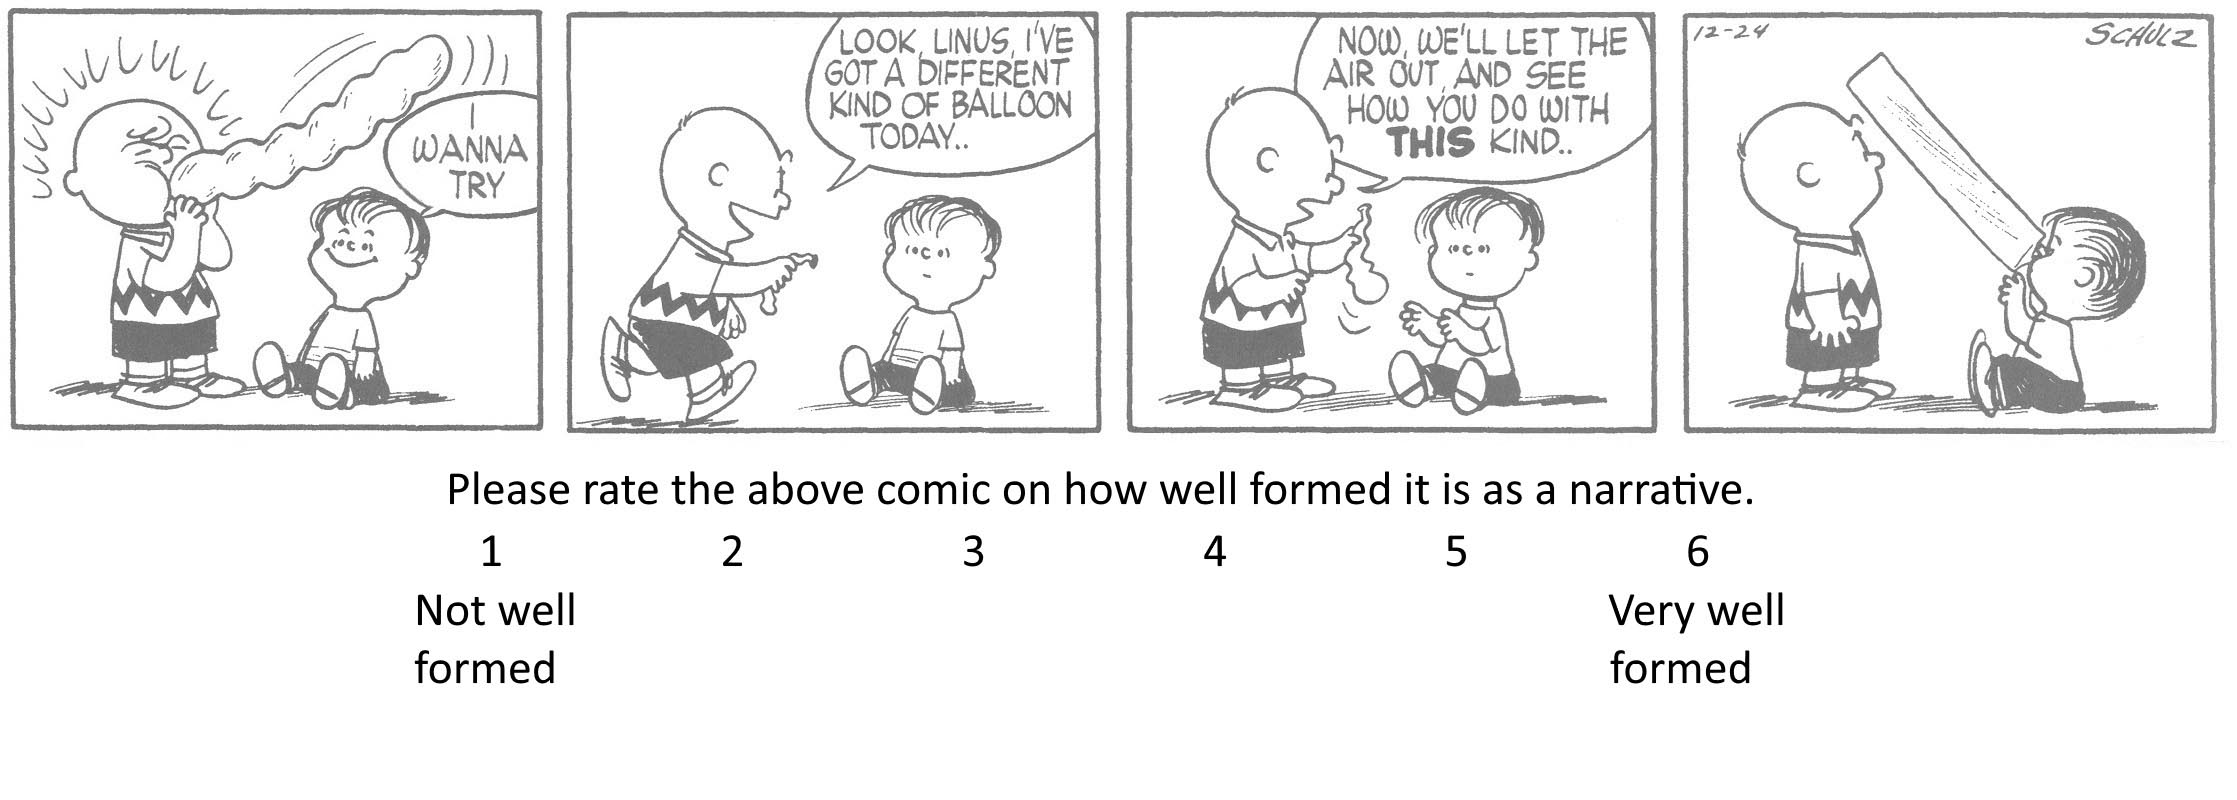 I
WANNA
TRY
LOOK, LINUS, I'VE
GOT A DIFFERENT
KIND OF BALLOON
TODAY..
NOW, WE'LL LET THE
AIR OUT, AND SEE
HOW YOU DO WITH
THIS KIND..
12-24
SCHULZ
Please rate the above comic on how well formed it is as a narrative.
1 2 3 4 5 6
Not well
formed
Very well
formed